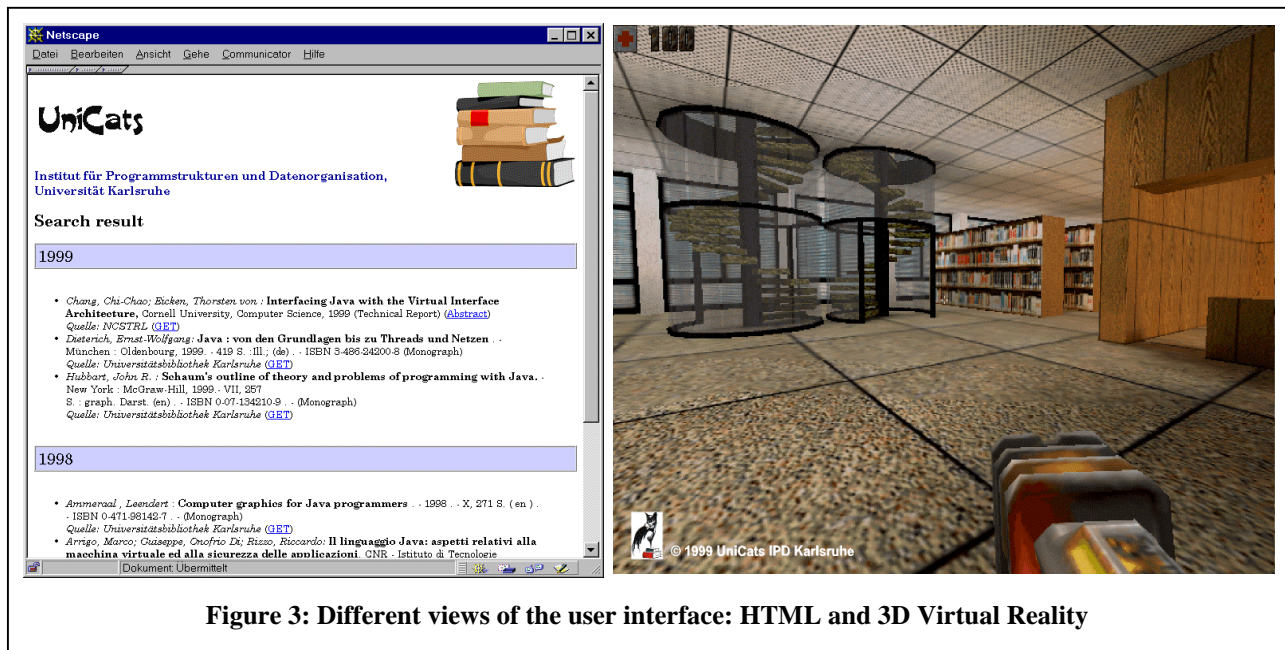 Netscape
Datei Bearbeiten Ansicht Gehe Communicator Hilfe
UniCats
Institut für Programmstrukturen und Datenorganisation,
Universität Karlsruhe
Search result
1999
• Chang, Chi-Chao; Eicken, Thorsten von : Interfacing Java with the Virtual Interface
Architecture, Cornell University, Computer Science, 1999 (Technical Report) (Abstract)
Quelle: NCSTRL (GET)
• Dieterich, Ernst-Wolfgang: Java : von den Grundlagen bis zu Threads und Netzen . -
München : Oldenbourg, 1999. - 419 S. :Ill.; (de) . - ISBN 3-486-24200-8 (Monograph)
Quelle: Universitätsbibliothek Karlsruhe (GET)
• Hubbart, John R. : Schaum's outline of theory and problems of programming with Java. -
New York : McGraw-Hill, 1999.- VII, 257
S. : graph. Darst. (en) . - ISBN 0-07-134210-9 . - (Monograph)
Quelle: Universitätsbibliothek Karlsruhe (GET)
1998
• Ammeraal , Leendert : Computer graphics for Java programmers . - 1998 . - X, 271 S. ( en ) .
- ISBN 0-471-98142-7 . - (Monograph)
Quelle: Universitätsbibliothek Karlsruhe (GET)
• Arrigo, Marco; Guiseppe, Onofrio Di; Rizzo, Riccardo: Il linguaggio Java: aspetti relativi alla
macchina virtuale ed alla sicurezza delle applicazioni. CNR - Istituto di Tecnologie
Dokument: Übermittelt
100
© 1999 UniCats IPD Karlsruhe
Figure 3: Different views of the user interface: HTML and 3D Virtual Reality